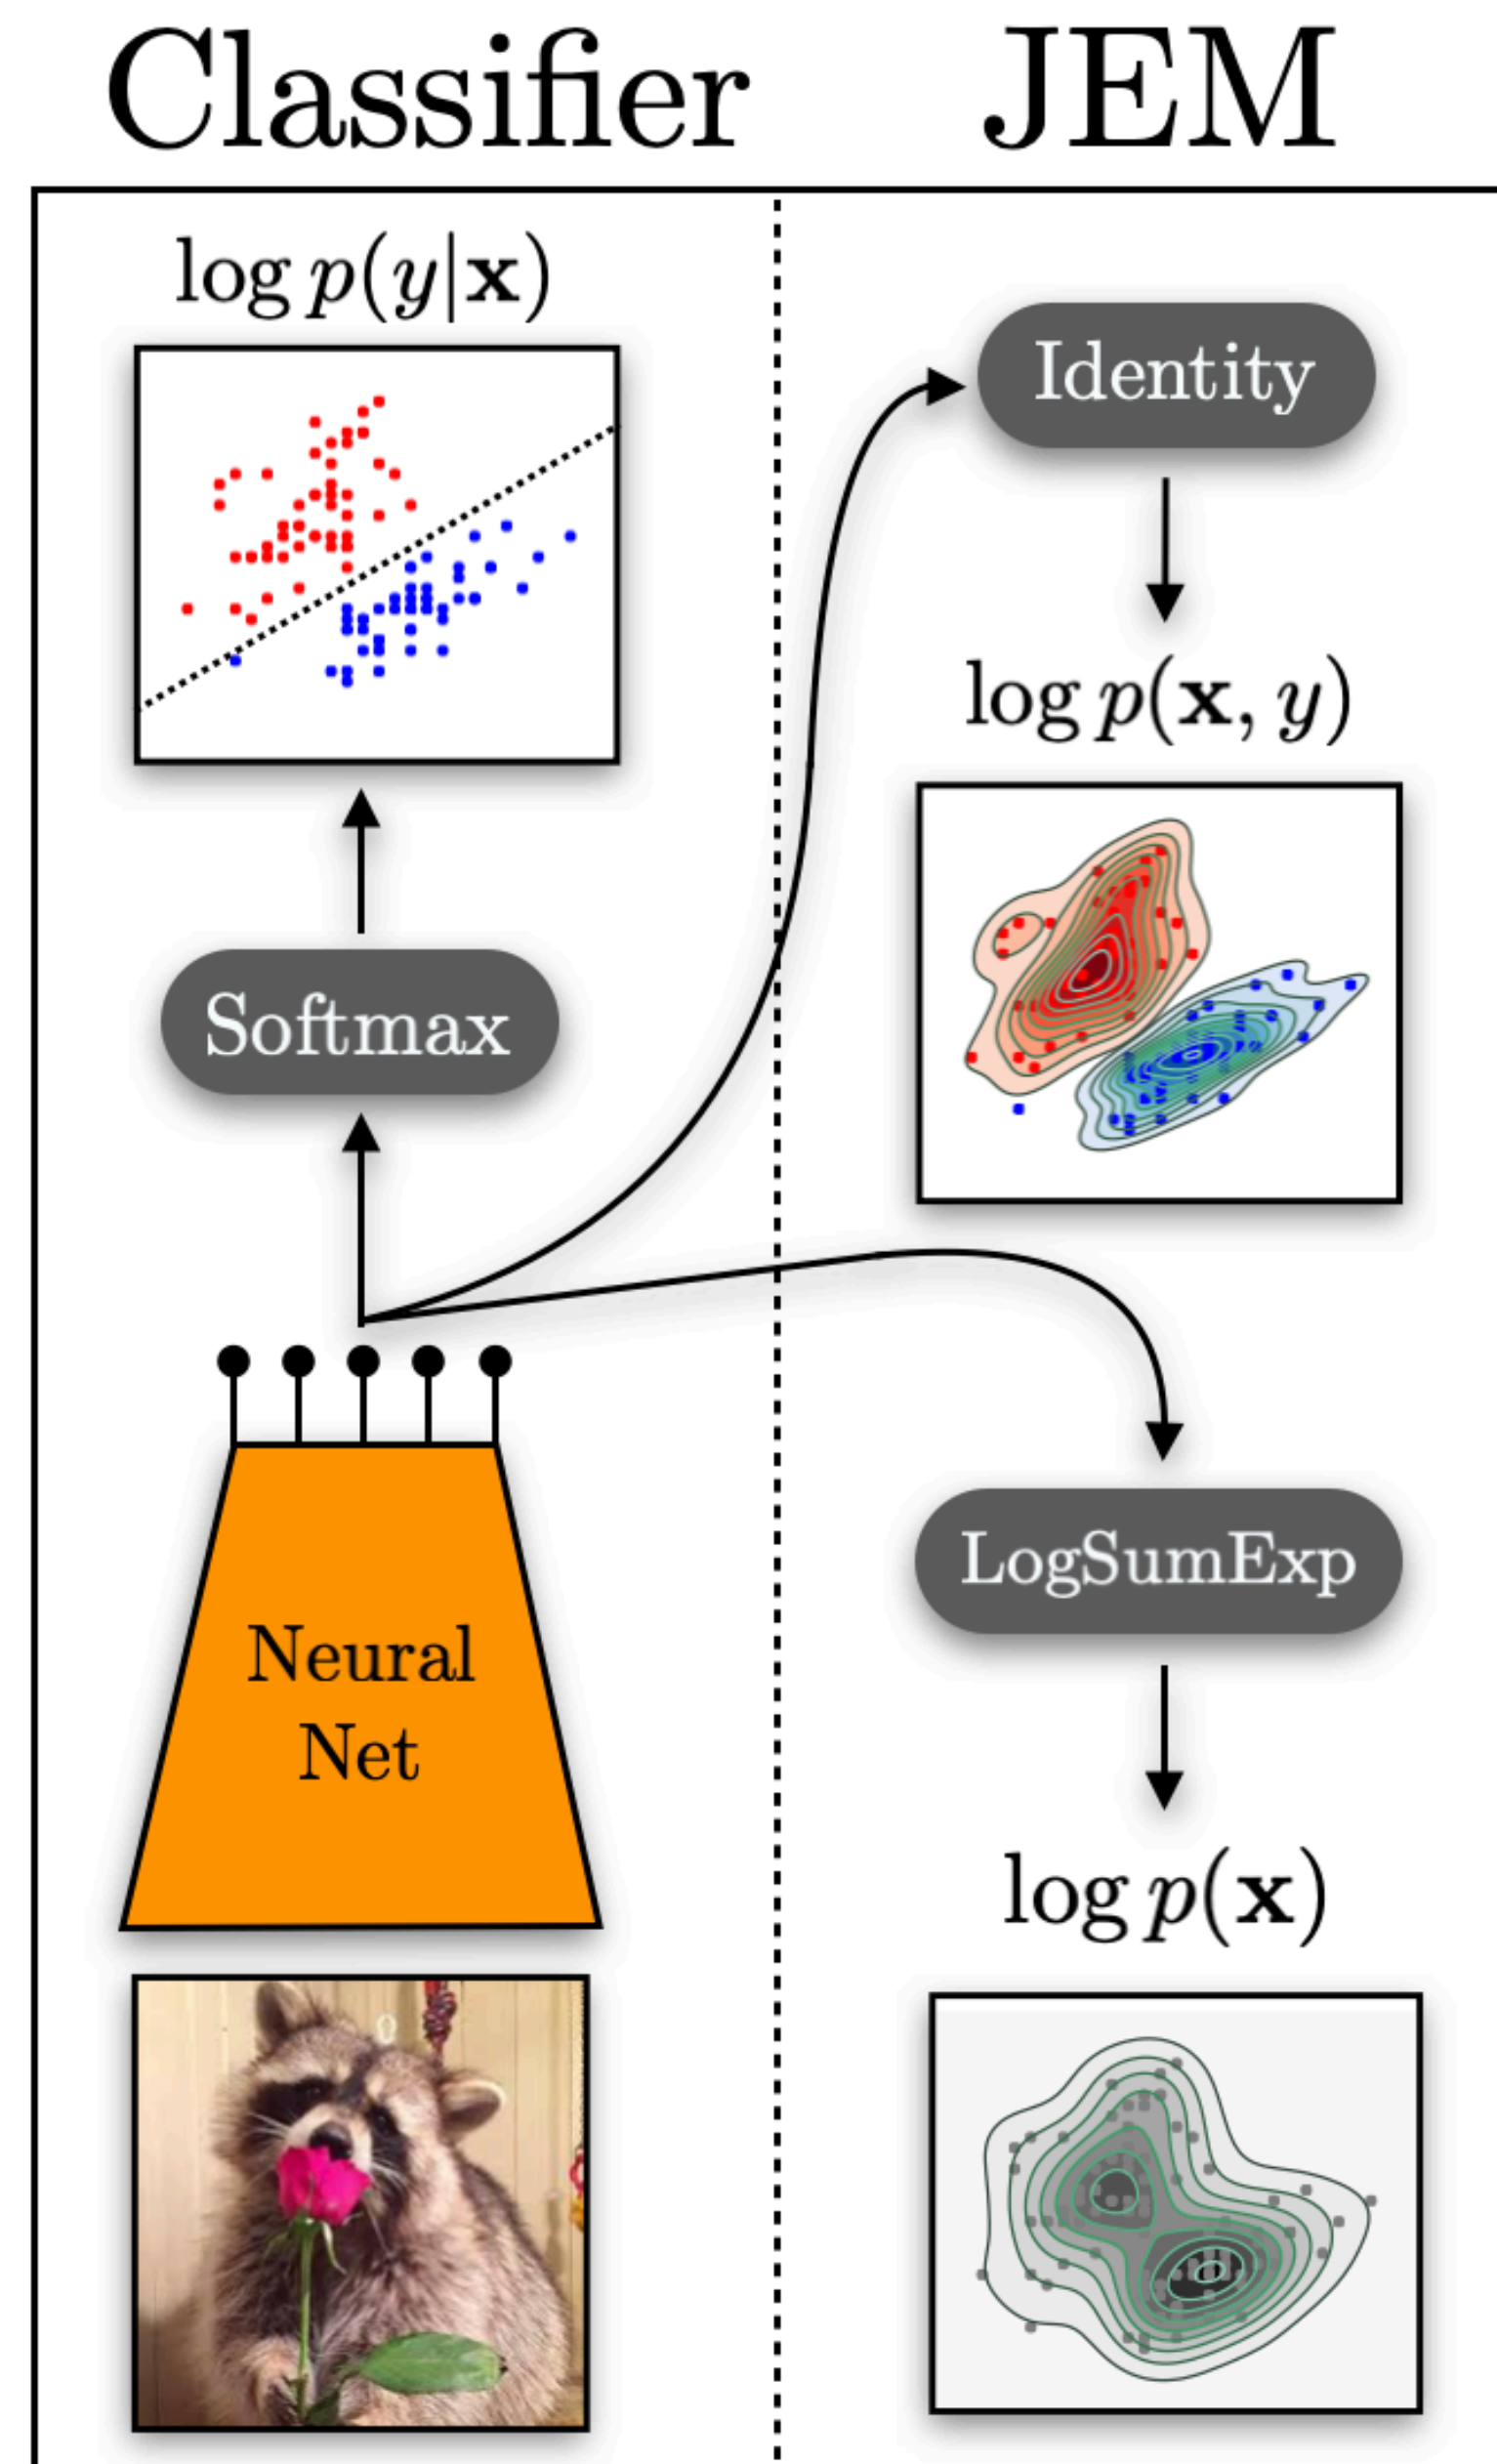 Classifier
JEM
log p(y|x)
Softmax
Neural
Net
Identity
log p(x, y)
LogSumExp
log p(x)